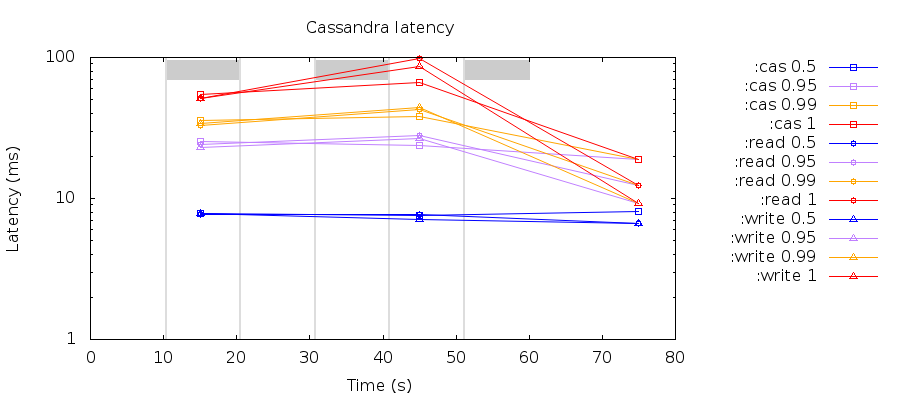 Cassandra latency
100
10
1
Latency (ms)
0 10 20 30 40 50 60 70 80
Time (s)
:cas 0.5
:cas 0.95
:cas 0.99
:cas 1
:read 0.5
:read 0.95
:read 0.99
:read 1
:write 0.5
:write 0.95
:write 0.99
:write 1